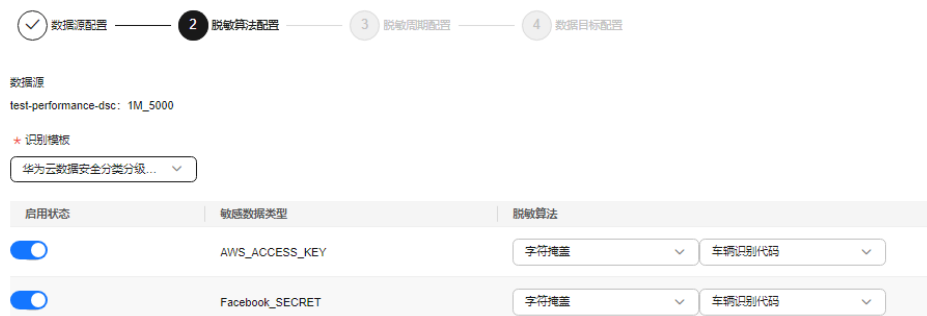 数据源配置 2 脱敏算法配置 3 脱敏周期配置 4 数据目标配置
数据源
test-performance-dsc：1M_5000
* 识别模板
华为云数据安全分类分级...
启用状态 敏感数据类型 脱敏算法
AWS_ACCESS_KEY 字符掩盖 车辆识别代码
Facebook_SECRET 字符掩盖 车辆识别代码